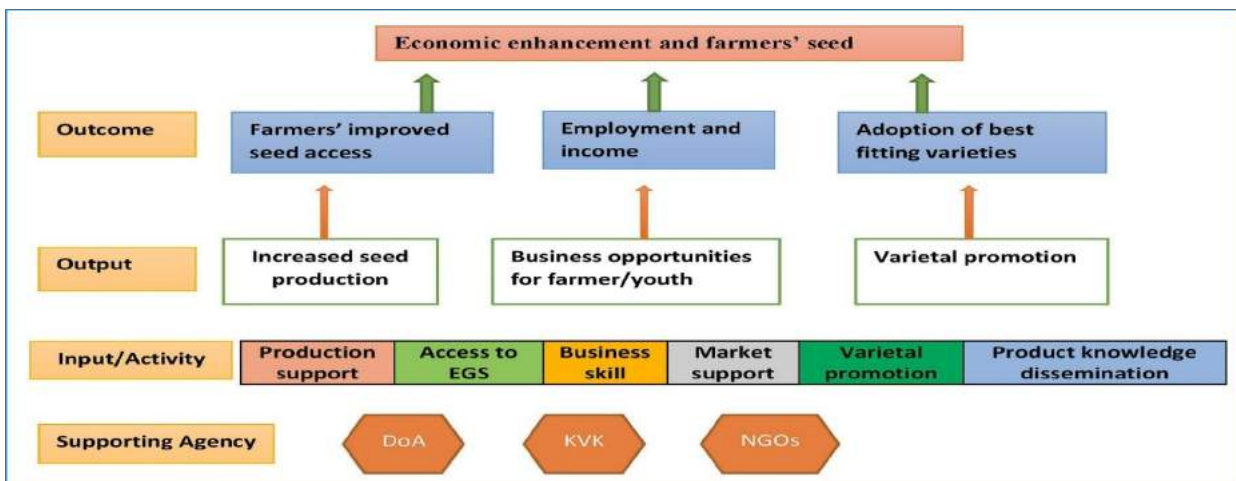 Economic enhancement and farmers’ seed
Outcome
Farmers’ improved
seed access
Employment and
income
Adoption of best
fitting varieties
Output
Increased seed
production
Business opportunities
for farmer/youth
Varietal promotion
Input/Activity
Production
support
Access to
EGS
Business
skill
Market
support
Varietal
promotion
Product knowledge
dissemination
Supporting Agency
DoA
KVK
NGOs